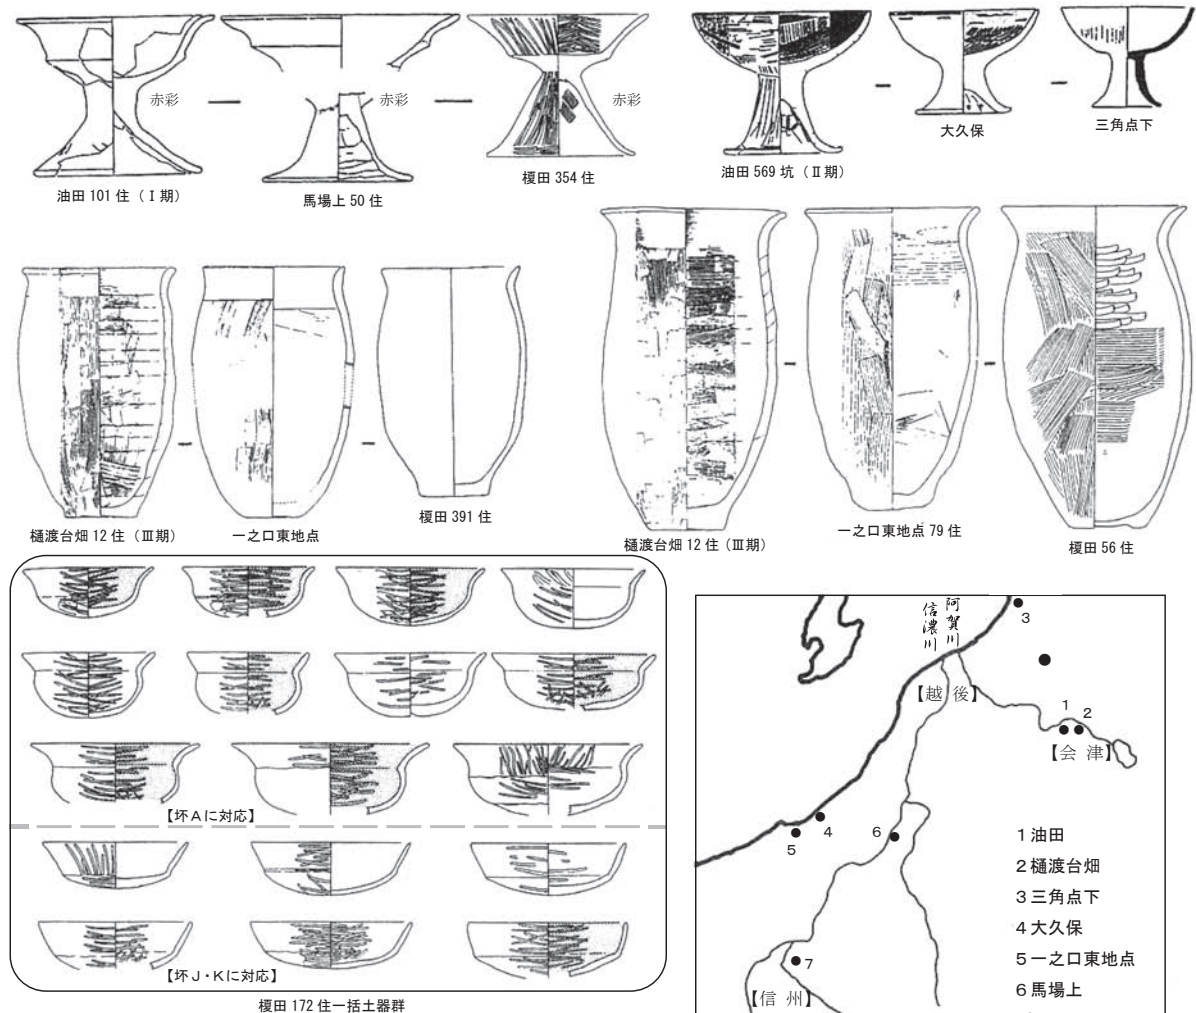 赤彩
赤彩
赤彩
油田 101 住（Ⅰ期）
馬場上 50 住
榎田 354 住
油田 569 坑（Ⅱ期）
大久保
三角点下
樋渡台畑 12 住（Ⅲ期）
一之口東地点
榎田 391 住
樋渡台畑 12 住（Ⅲ期）
一之口東地点 79 住
榎田 56 住
【坏Aに対応】
【坏J・Kに対応】
榎田 172 住一括土器群
信濃川
阿賀川
3
【越 後】
1
2
【会 津】
4
5
6
7
【信 州】
1 油田
2 樋渡台畑
3 三角点下
4 大久保
5 一之口東地点
6 馬場上